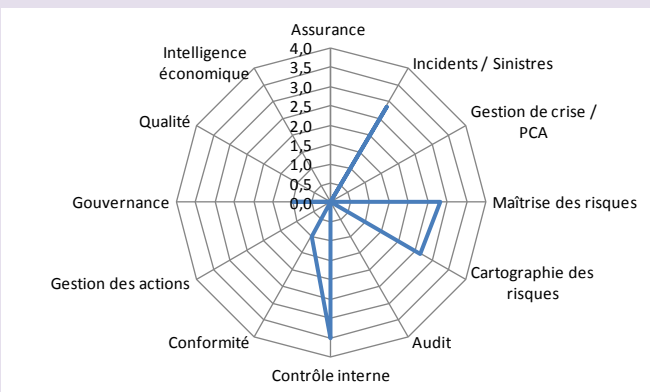 Assurance
Incidents / Sinistres
Gestion de crise /
PCA
Maîtrise des risques
Cartographie des
risques
Audit
Contrôle interne
Conformité
Gestion des actions
Gouvernance
Qualité
Intelligence
économique
4,0
3,5
3,0
2,5
2,0
1,5
1,0
0,5
0,0